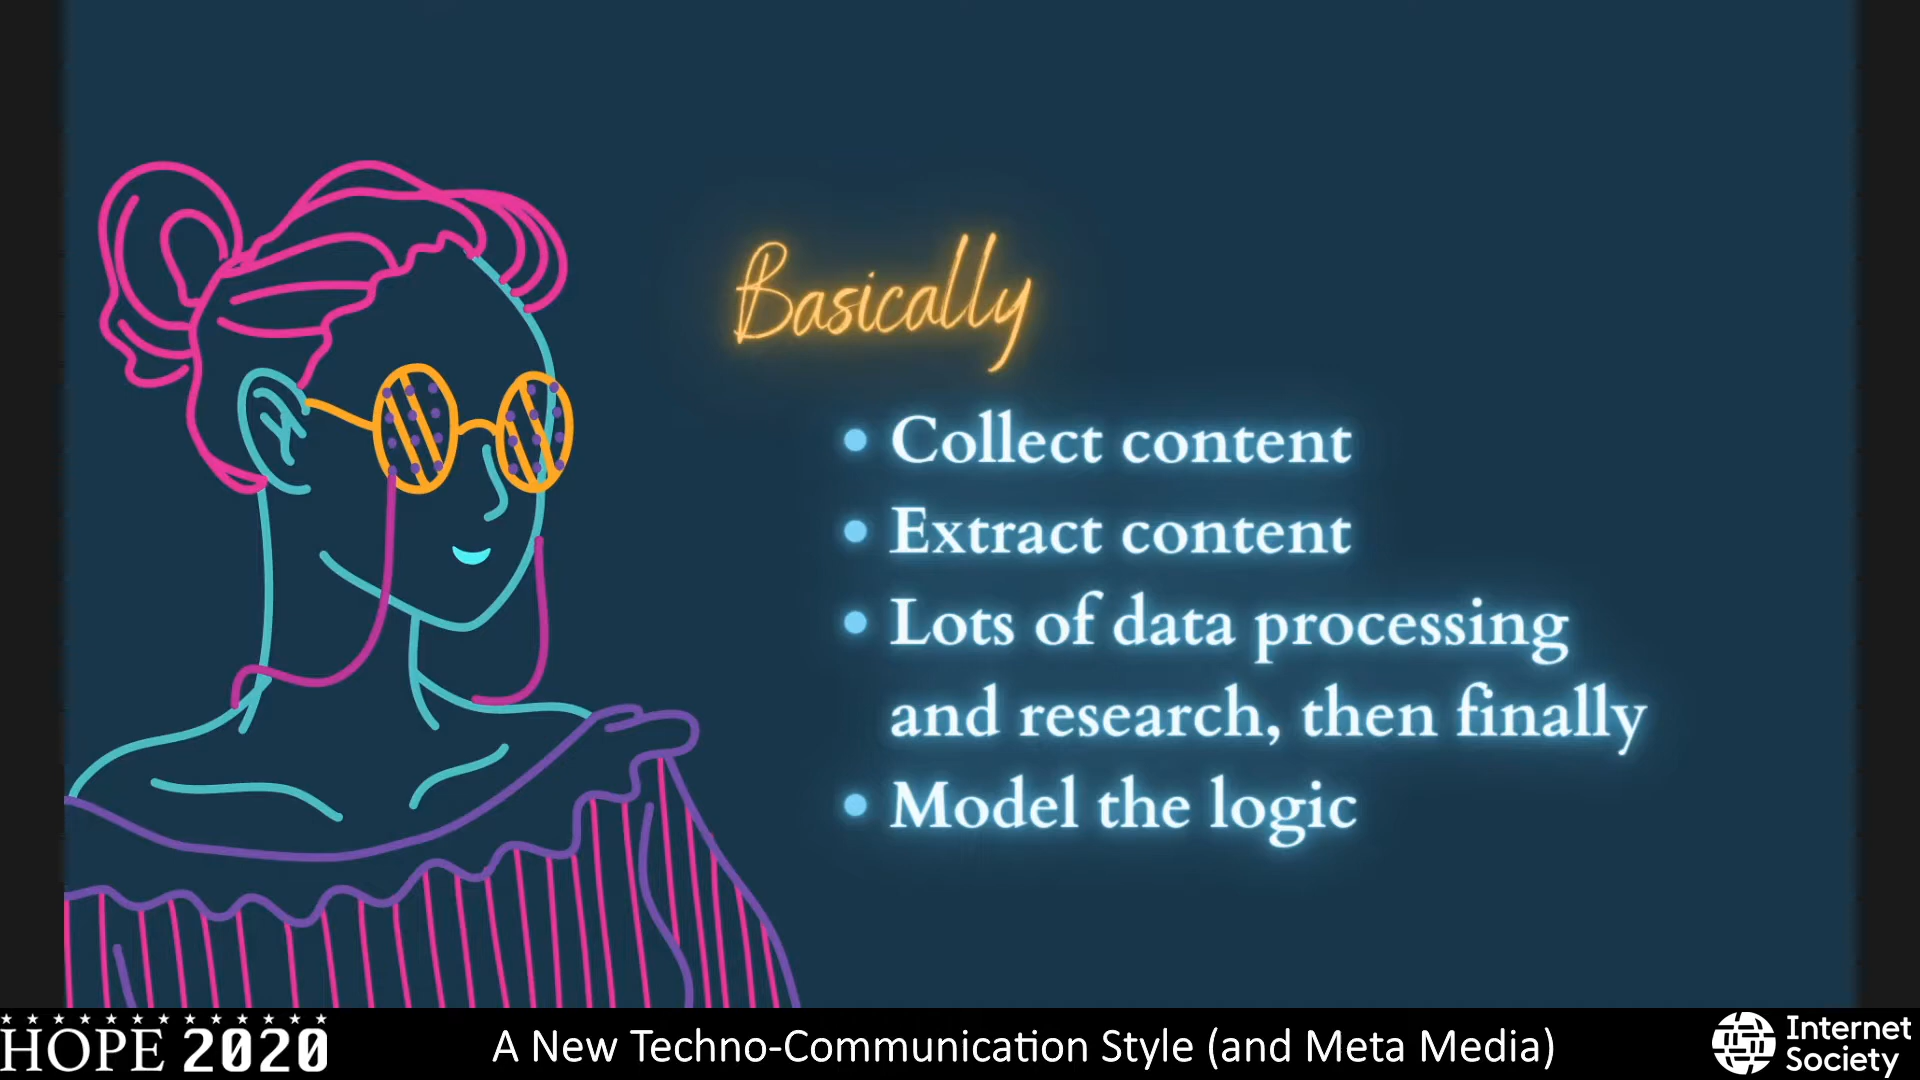 Basically
• Collect content
• Extract content
• Lots of data processing
and research, then finally
• Model the logic
HOPE 2020
A New Techno-Communication Style (and Meta Media)
Internet
Society